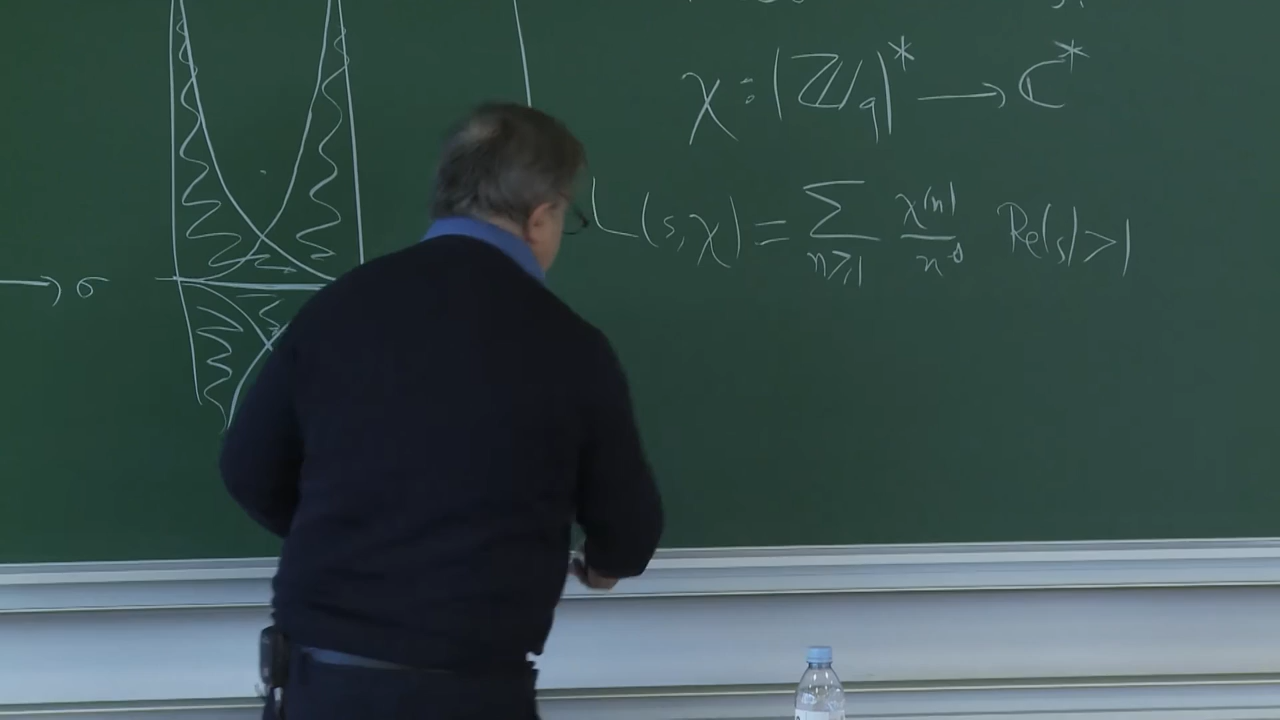 χ : (ℤ/q)* → ℂ*
L(s, χ) = ∑_{n≥1} χ(n)/n^s Re(s) > 1
σ